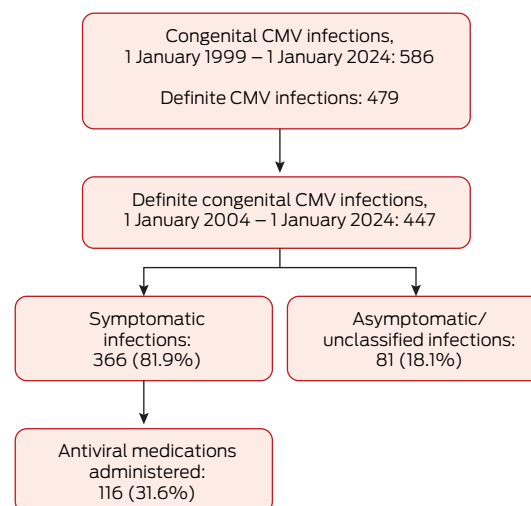 Congenital CMV infections,
1 January 1999 – 1 January 2024: 586
Definite CMV infections: 479
Definite congenital CMV infections,
1 January 2004 – 1 January 2024: 447
Symptomatic
infections:
366 (81.9%)
Asymptomatic/
unclassified infections:
81 (18.1%)
Antiviral medications
administered:
116 (31.6%)